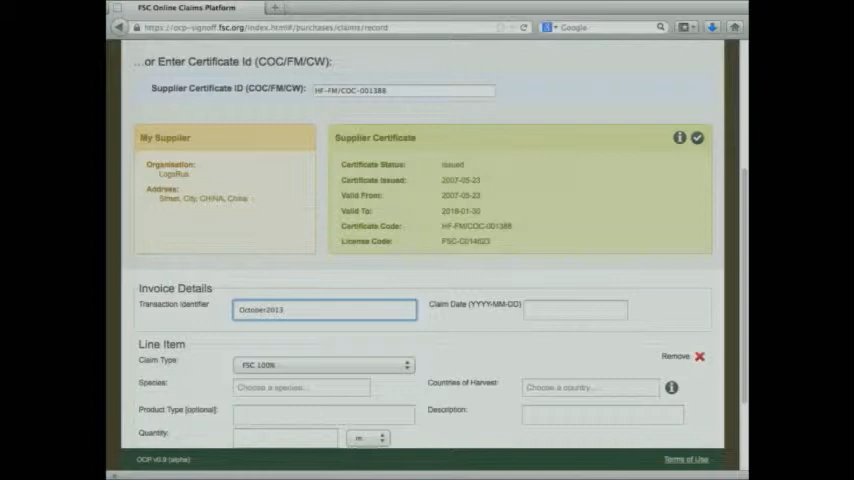 FSC Online Claims Platform
https://ocp-signoff.fsc.org/index.html#/purchases/claims/record
Google
...or Enter Certificate Id (COC/FM/CW):
Supplier Certificate ID (COC/FM/CW):
HF-FM/COC-001388
My Supplier
Organisation:
LogsRus
Address:
Street, City, CHINA, China
Supplier Certificate
Certificate Status: issued
Certificate Issued: 2007-05-23
Valid From: 2007-05-23
Valid To: 2018-01-30
Certificate Code: HF-FM/COC-001388
License Code: FSC-C014623
Invoice Details
Transaction Identifier October2013 Claim Date (YYYY-MM-DD)
Line Item
Remove
Claim Type: FSC 100%
Species: Choose a species... Countries of Harvest: Choose a country...
Product Type [optional]: Description:
Quantity: m
OCP v0.9 (alpha) Terms of Use